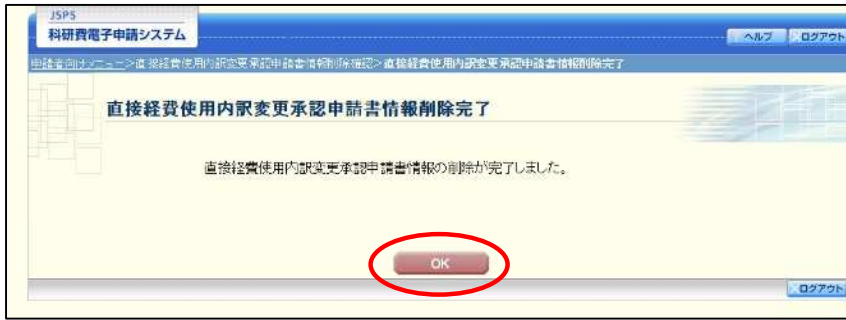 JSPS
科研費電子申請システム
ヘルプ ログアウト
申請者向けメニュー>直接経費使用内訳変更承認申請書情報削除確認>直接経費使用内訳変更承認申請書情報削除完了
直接経費使用内訳変更承認申請書情報削除完了
直接経費使用内訳変更承認申請書情報の削除が完了しました。
OK
ログアウト